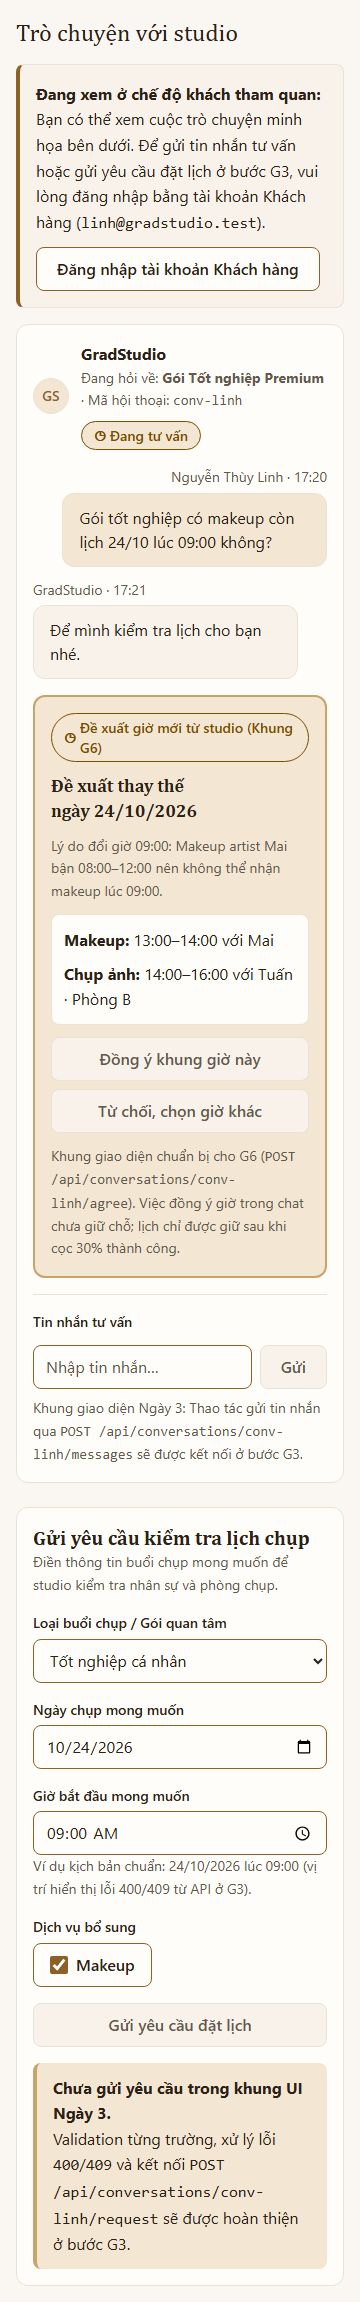 Trò chuyện với studio
Đang xem ở chế độ khách tham quan:
Bạn có thể xem cuộc trò chuyện minh
họa bên dưới. Để gửi tin nhắn tư vấn
hoặc gửi yêu cầu đặt lịch ở bước G3, vui
lòng đăng nhập bằng tài khoản Khách
hàng (linh@gradstudio.test).
Đăng nhập tài khoản Khách hàng
GradStudio
GS
Đang hỏi về: Gói Tốt nghiệp Premium
· Mã hội thoại: conv-linh
◷ Đang tư vấn
Nguyễn Thùy Linh · 17:20
Gói tốt nghiệp có makeup còn
lịch 24/10 lúc 09:00 không?
GradStudio · 17:21
Để mình kiểm tra lịch cho bạn
nhé.
◷ Đề xuất giờ mới từ studio (Khung
G6)
Đề xuất thay thế
ngày 24/10/2026
Lý do đổi giờ 09:00: Makeup artist Mai
bận 08:00–12:00 nên không thể nhận
makeup lúc 09:00.
Makeup: 13:00–14:00 với Mai
Chụp ảnh: 14:00–16:00 với Tuấn
· Phòng B
Đồng ý khung giờ này
Từ chối, chọn giờ khác
Khung giao diện chuẩn bị cho G6 (POST
/api/conversations/conv-
linh/agree). Việc đồng ý giờ trong chat
chưa giữ chỗ; lịch chỉ được giữ sau khi
cọc 30% thành công.
Tin nhắn tư vấn
Nhập tin nhắn...
Gửi
Khung giao diện Ngày 3: Thao tác gửi tin nhắn
qua POST /api/conversations/conv-
linh/messages sẽ được kết nối ở bước G3.
Gửi yêu cầu kiểm tra lịch chụp
Điền thông tin buổi chụp mong muốn để
studio kiểm tra nhân sự và phòng chụp.
Loại buổi chụp / Gói quan tâm
Tốt nghiệp cá nhân
Ngày chụp mong muốn
10/24/2026
Giờ bắt đầu mong muốn
09:00 AM
Ví dụ kịch bản chuẩn: 24/10/2026 lúc 09:00 (vị
trí hiển thị lỗi 400/409 từ API ở G3).
Dịch vụ bổ sung
Makeup
Gửi yêu cầu đặt lịch
Chưa gửi yêu cầu trong khung UI
Ngày 3.
Validation từng trường, xử lý lỗi
400/409 và kết nối POST
/api/conversations/conv-
linh/request sẽ được hoàn thiện
ở bước G3.